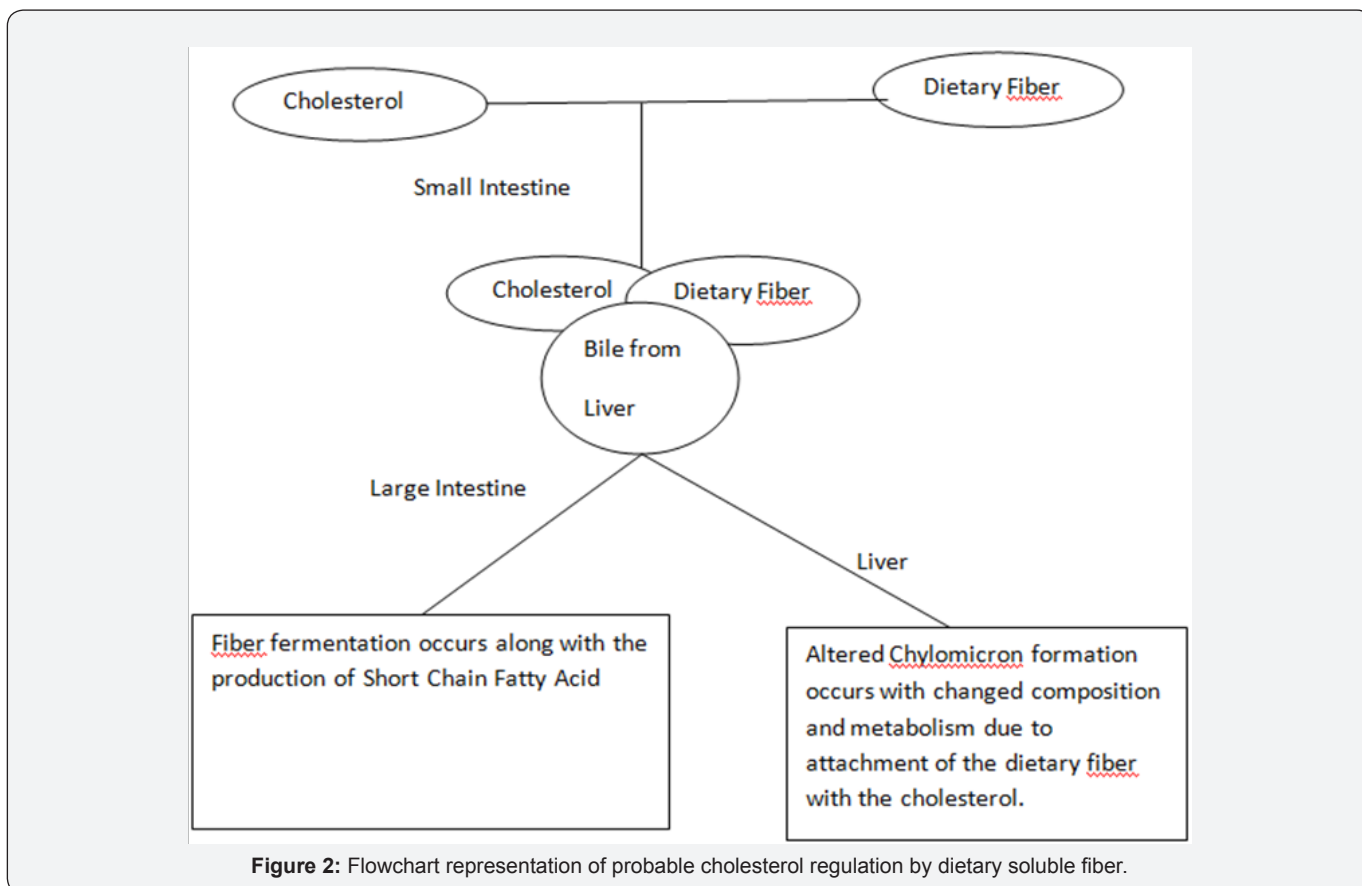 Cholesterol
Dietary Fiber
Small Intestine
Cholesterol
Dietary Fiber
Bile from
Liver
Large Intestine
Liver
Fiber fermentation occurs along with the
production of Short Chain Fatty Acid
Altered Chylomicron formation
occurs with changed composition
and metabolism due to
attachment of the dietary fiber
with the cholesterol.
Figure 2: Flowchart representation of probable cholesterol regulation by dietary soluble fiber.